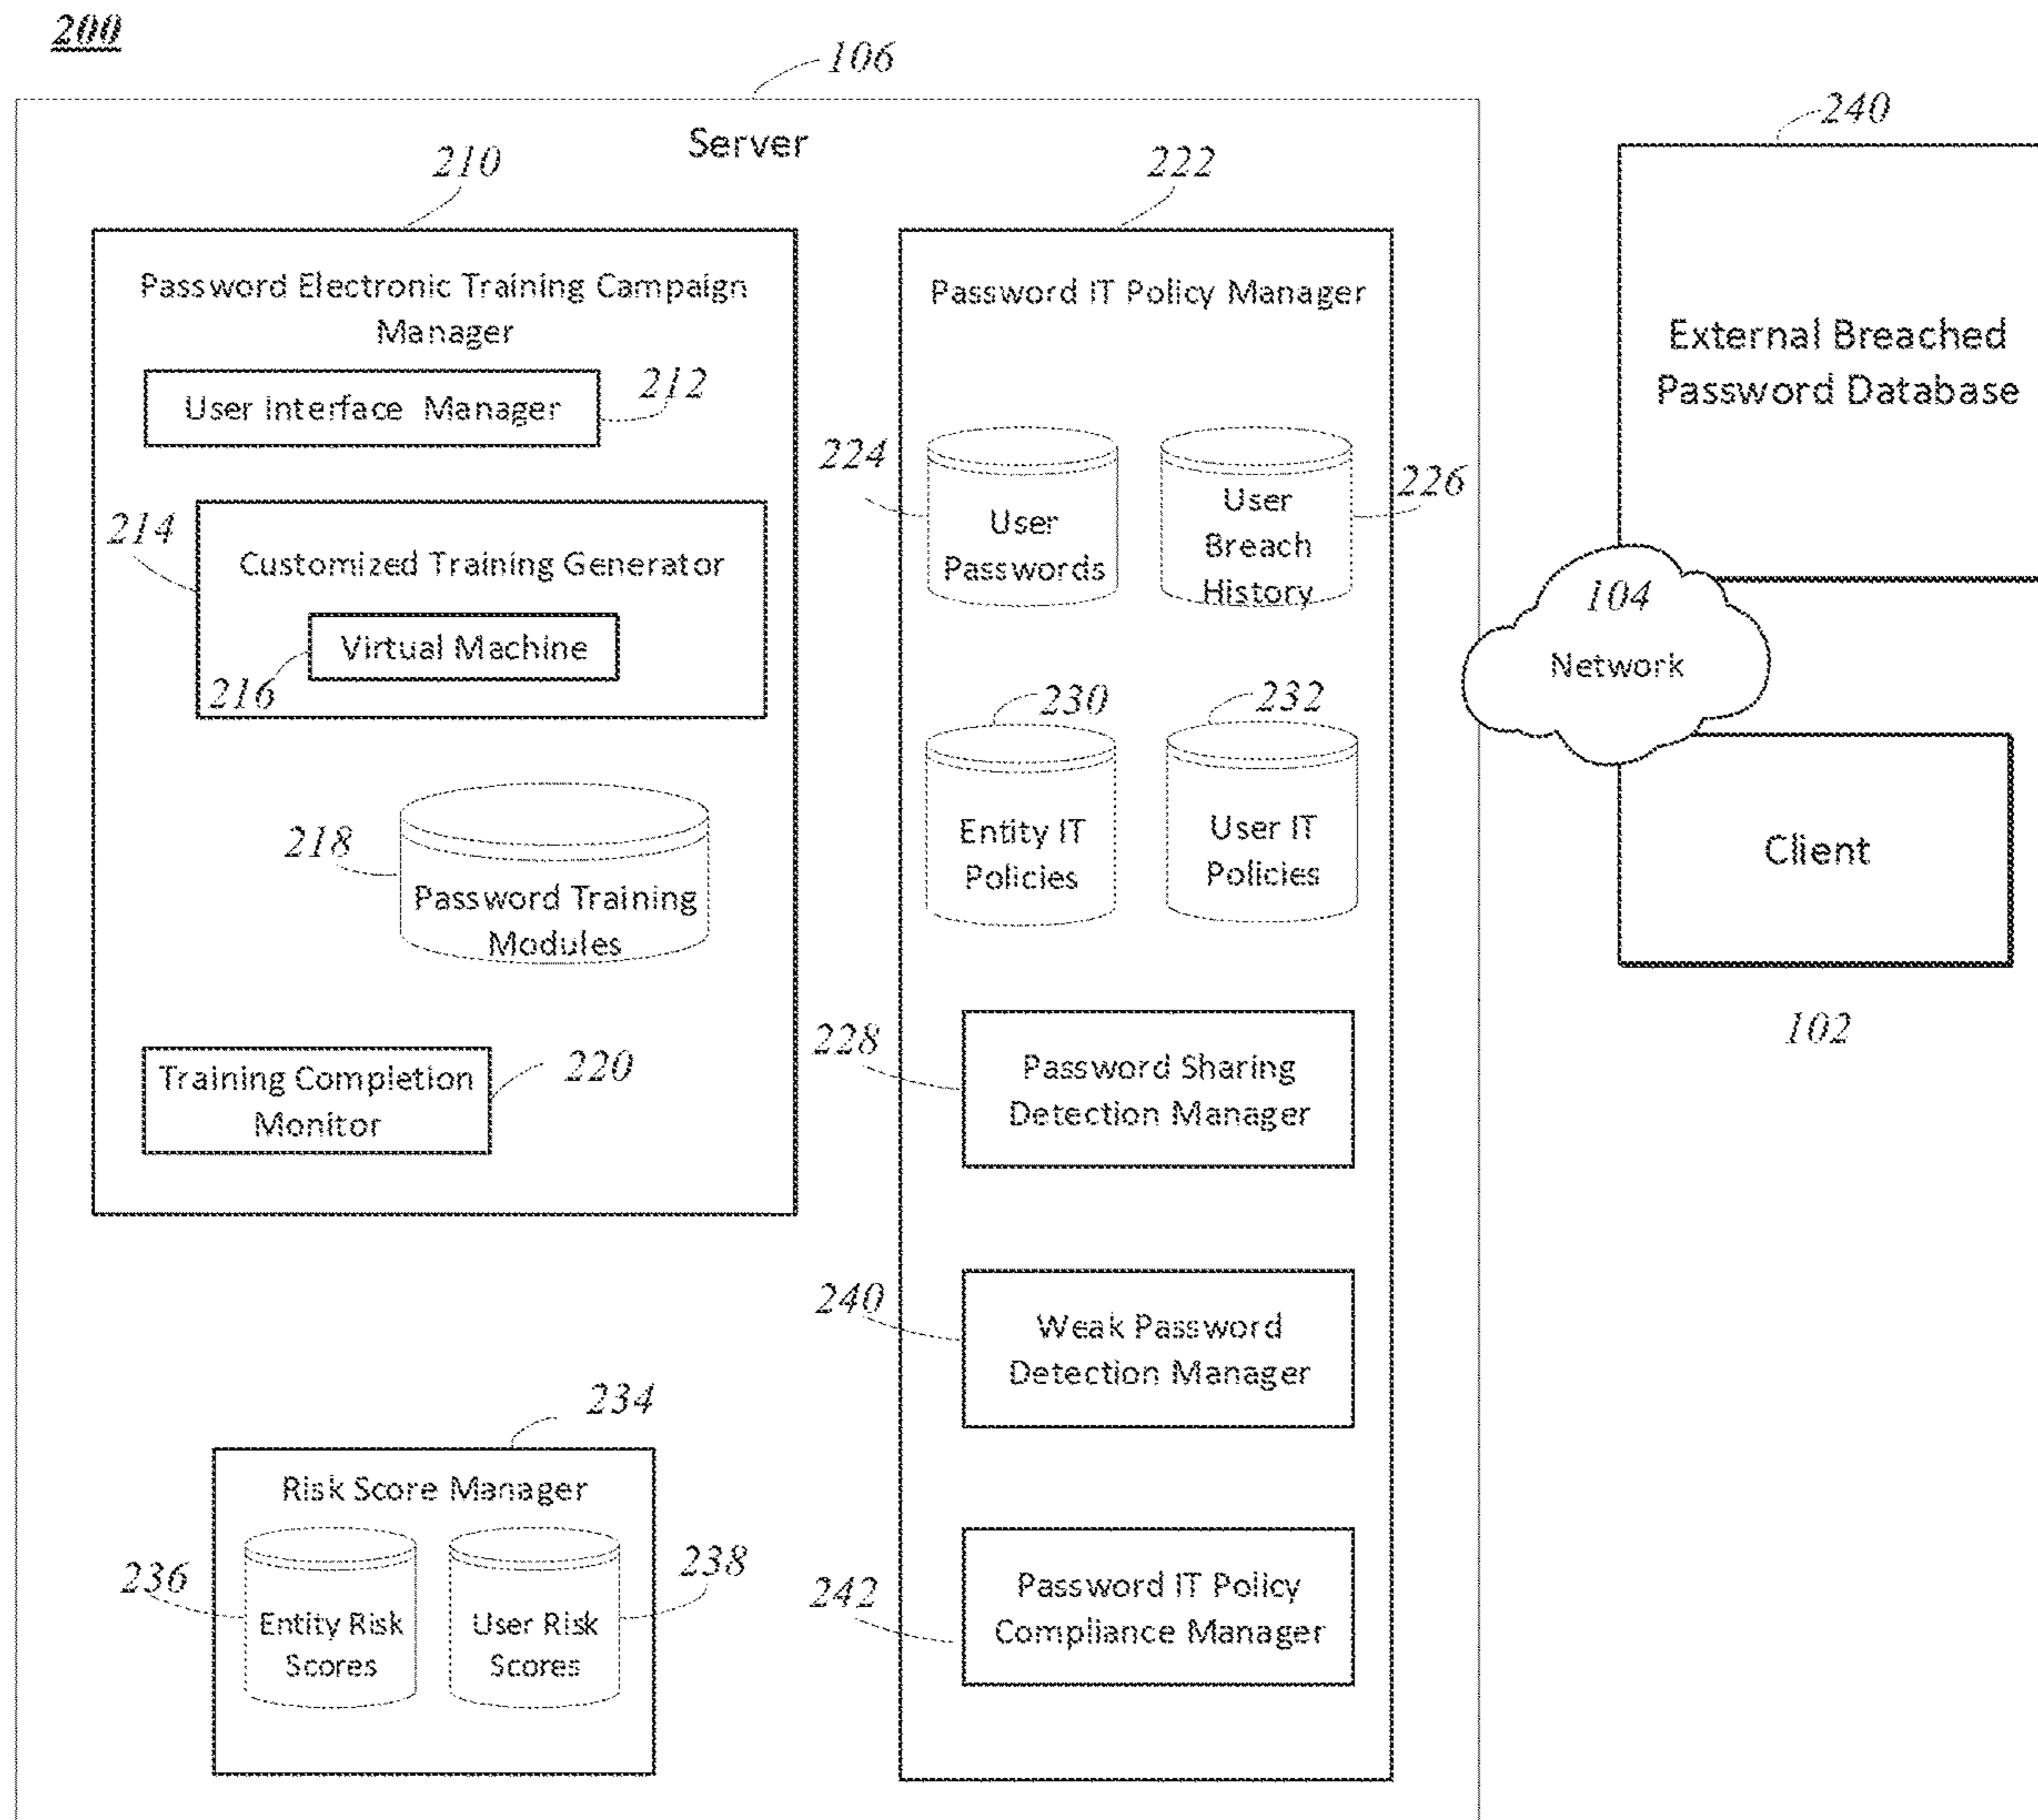 200
106
Server
210
Password Electronic Training Campaign
Manager
User Interface Manager
212
214
Customized Training Generator
Virtual Machine
216
218
Password Training
Modules
Training Completion
Monitor
220
234
Risk Score Manager
236
Entity Risk
Scores
User Risk
Scores
238
222
Password IT Policy Manager
224
User
Passwords
User
Breach
History
226
230
Entity IT
Policies
232
User IT
Policies
228
Password Sharing
Detection Manager
240
Weak Password
Detection Manager
242
Password IT Policy
Compliance Manager
240
External Breached
Password Database
104
Network
Client
102